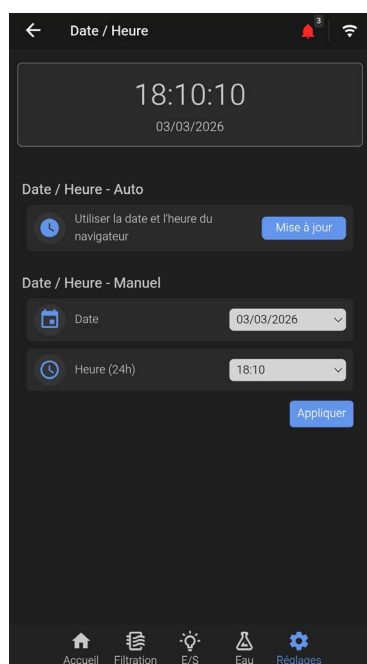 Date / Heure
3
18:10:10
03/03/2026
Date / Heure - Auto
Utiliser la date et l'heure du
navigateur
Mise à jour
Date / Heure - Manuel
Date
03/03/2026
Heure (24h)
18:10
Appliquer
Accueil Filtration E/S Eau Réglages